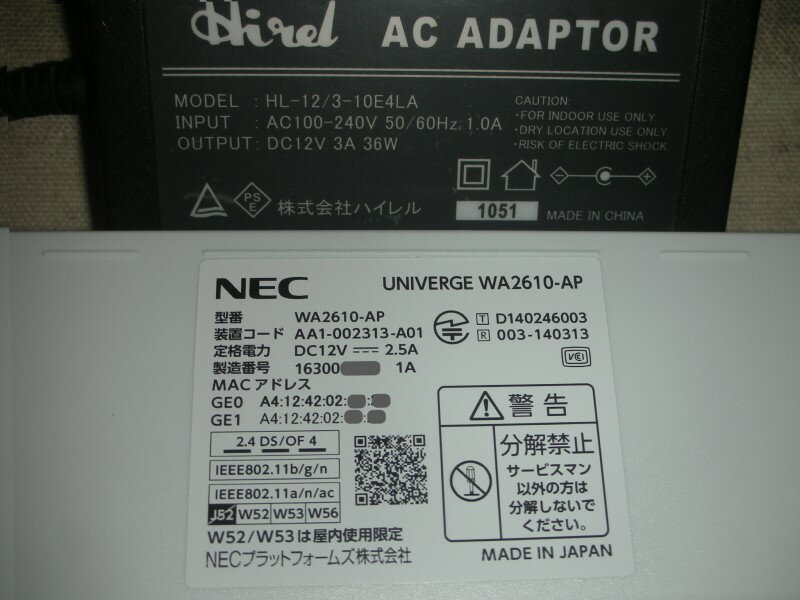 Hirel AC ADAPTOR
MODEL : HL-12/3-10E4LA
INPUT : AC100-240V 50/60Hz 1.0A
OUTPUT: DC12V 3A 36W
CAUTION:
・FOR INDOOR USE ONLY.
・DRY LOCATION USE ONLY
・RISK OF ELECTRIC SHOCK
PS
E
株式会社ハイレル
1051
MADE IN CHINA
NEC
UNIVERGE WA2610-AP
型番 WA2610-AP
装置コード AA1-002313-A01
定格電力 DC12V 2.5A
製造番号 16300 1A
MACアドレス
GE0 A4:12:42:02:
GE1 A4:12:42:02:
T D140246003
R 003-140313
VCI
2.4 DS/OF 4
IEEE802.11b/g/n
IEEE802.11a/n/ac
J52 W52 W53 W56
W52/W53は屋内使用限定
NECプラットフォームズ株式会社
警告
分解禁止
サービスマン
以外の方は
分解しないで
ください。
MADE IN JAPAN